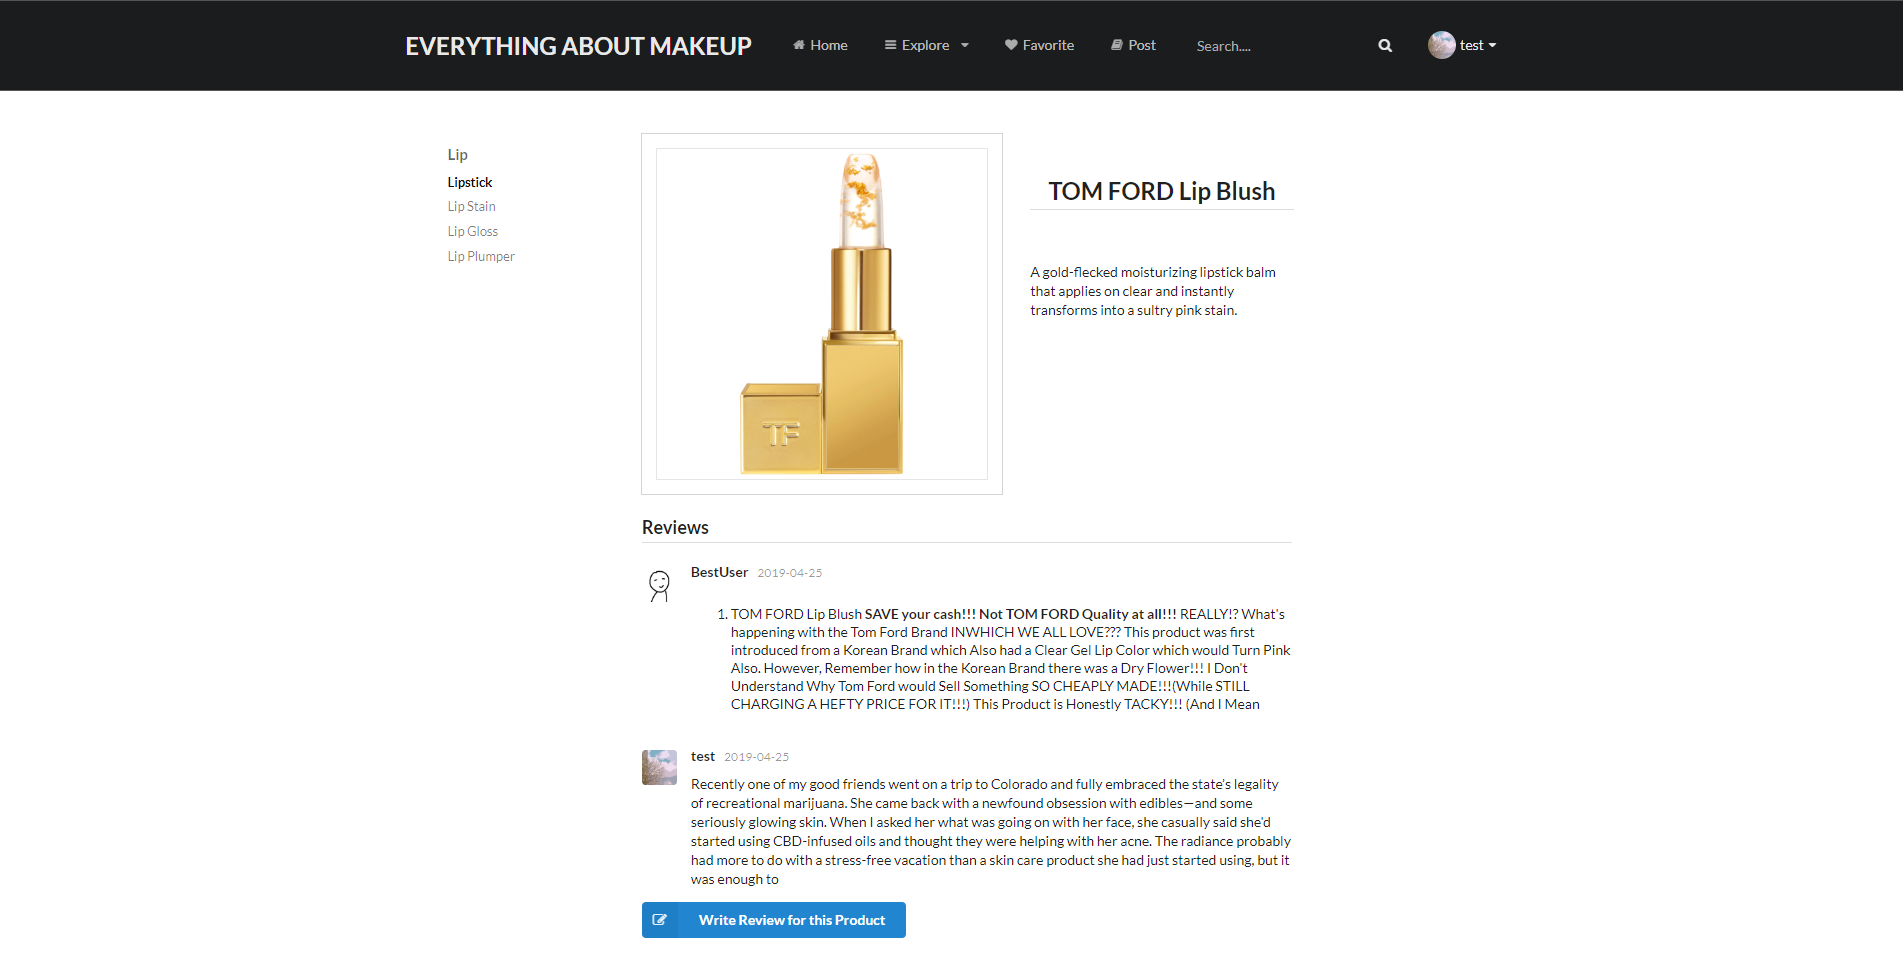 EVERYTHING ABOUT MAKEUP
Home
Explore
Favorite
Post
Search....
test
Lip
Lipstick
Lip Stain
Lip Gloss
Lip Plumper
TF
TOM FORD Lip Blush
A gold-flecked moisturizing lipstick balm
that applies on clear and instantly
transforms into a sultry pink stain.
Reviews
BestUser 2019-04-25
1. TOM FORD Lip Blush SAVE your cash!!! Not TOM FORD Quality at all!!! REALLY!? What's
happening with the Tom Ford Brand INWHICH WE ALL LOVE??? This product was first
introduced from a Korean Brand which Also had a Clear Gel Lip Color which would Turn Pink
Also. However, Remember how in the Korean Brand there was a Dry Flower!!! I Don't
Understand Why Tom Ford would Sell Something SO CHEAPLY MADE!!!(While STILL
CHARGING A HEFTY PRICE FOR IT!!!) This Product is Honestly TACKY!!! (And I Mean
test 2019-04-25
Recently one of my good friends went on a trip to Colorado and fully embraced the state's legality
of recreational marijuana. She came back with a newfound obsession with edibles—and some
seriously glowing skin. When I asked her what was going on with her face, she casually said she'd
started using CBD-infused oils and thought they were helping with her acne. The radiance probably
had more to do with a stress-free vacation than a skin care product she had just started using, but it
was enough to
Write Review for this Product